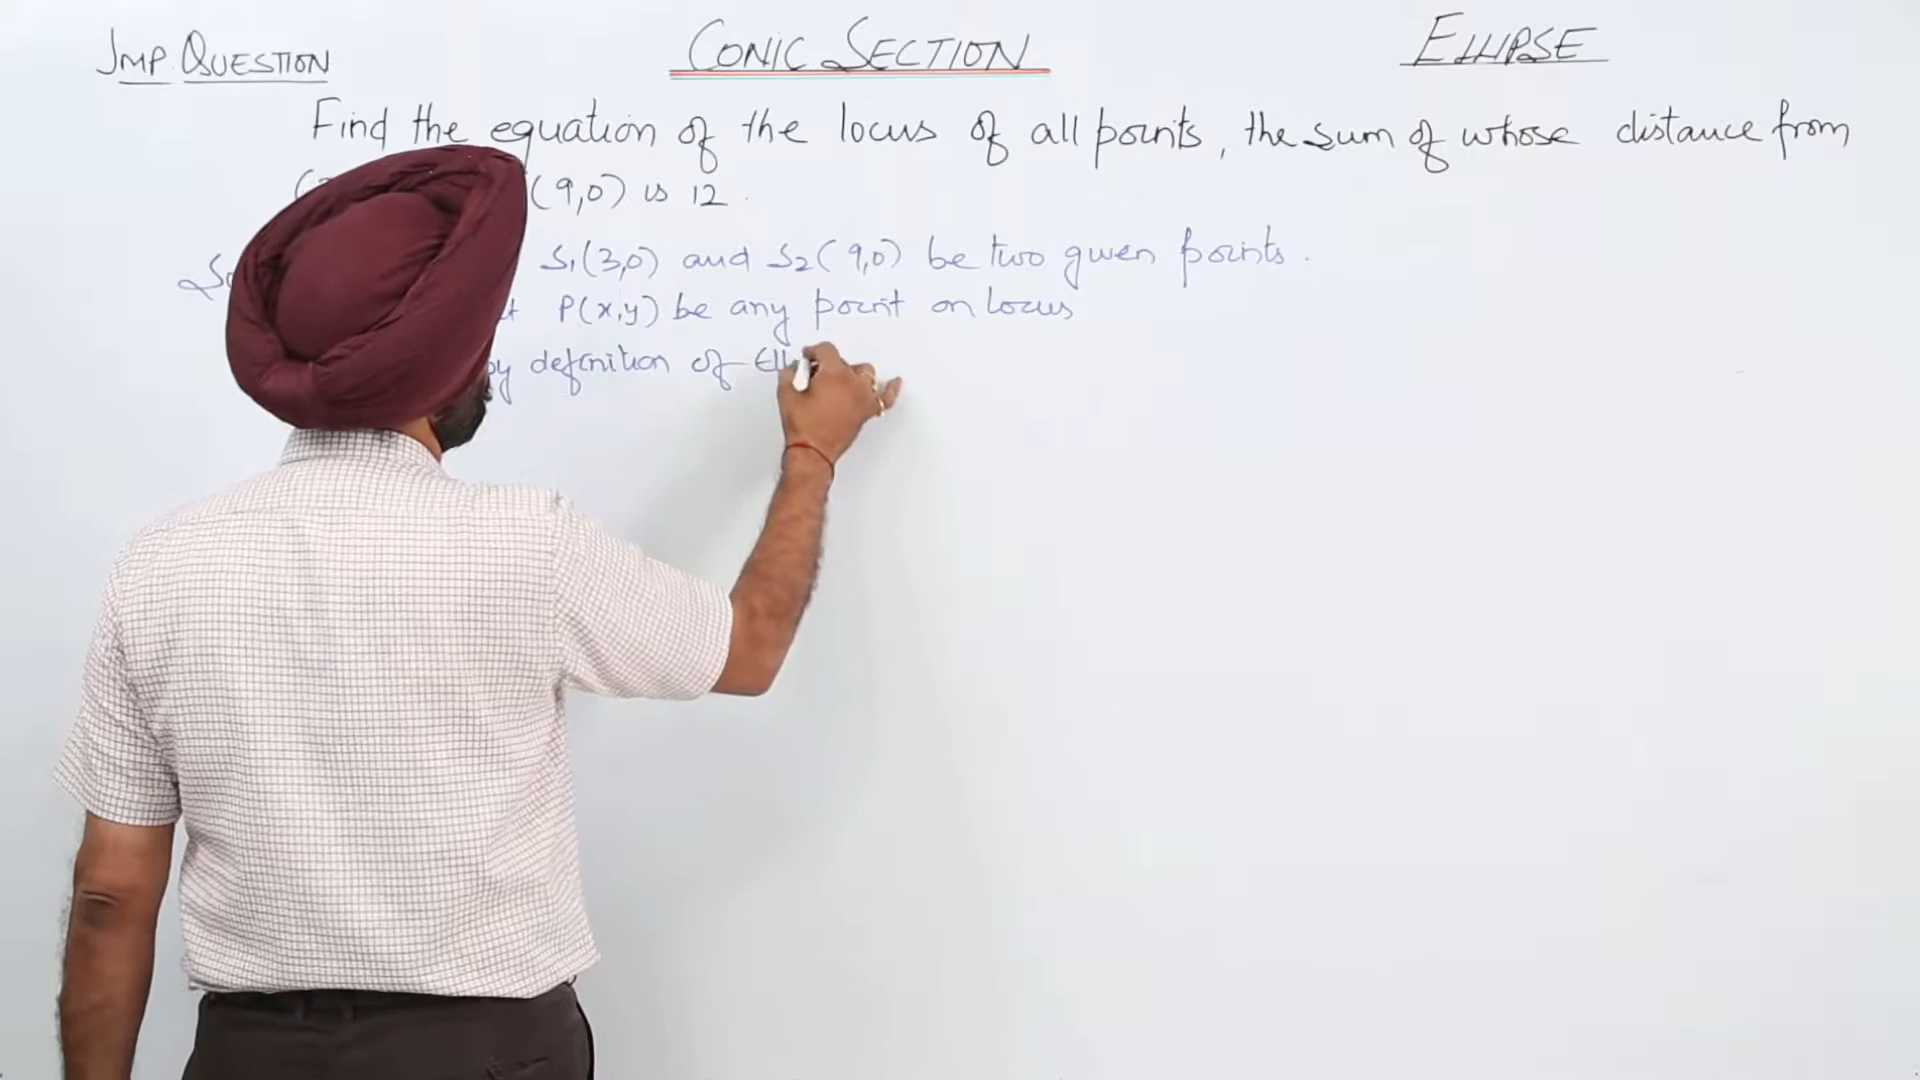 IMP. QUESTION
CONIC SECTION
ELLIPSE
Find the equation of the locus of all points, the sum of whose distance from
(9,0) is 12.
S1(3,0) and S2(9,0) be two given points.
P(x,y) be any point on locus
by definition of Ell